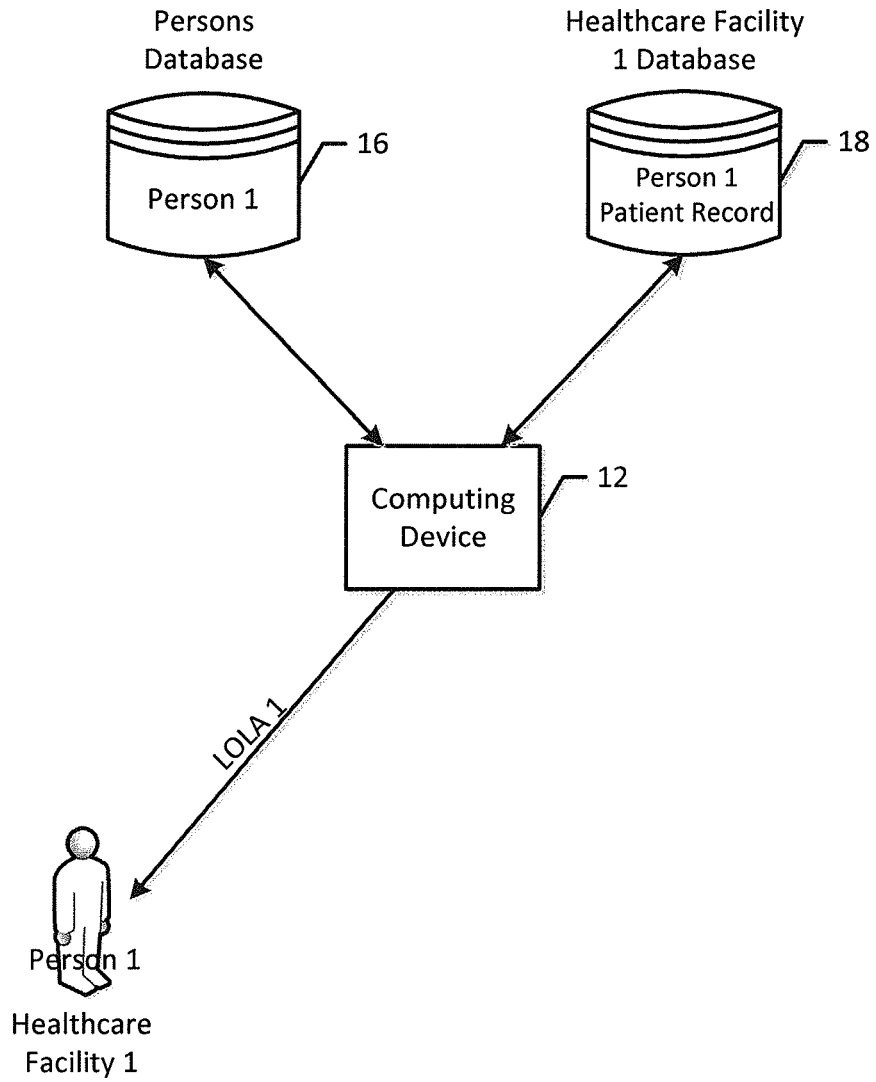 Persons
Database
Healthcare Facility
1 Database
16
18
Person 1
Person 1
Patient Record
12
Computing
Device
LOLA 1
Person 1
Healthcare
Facility 1